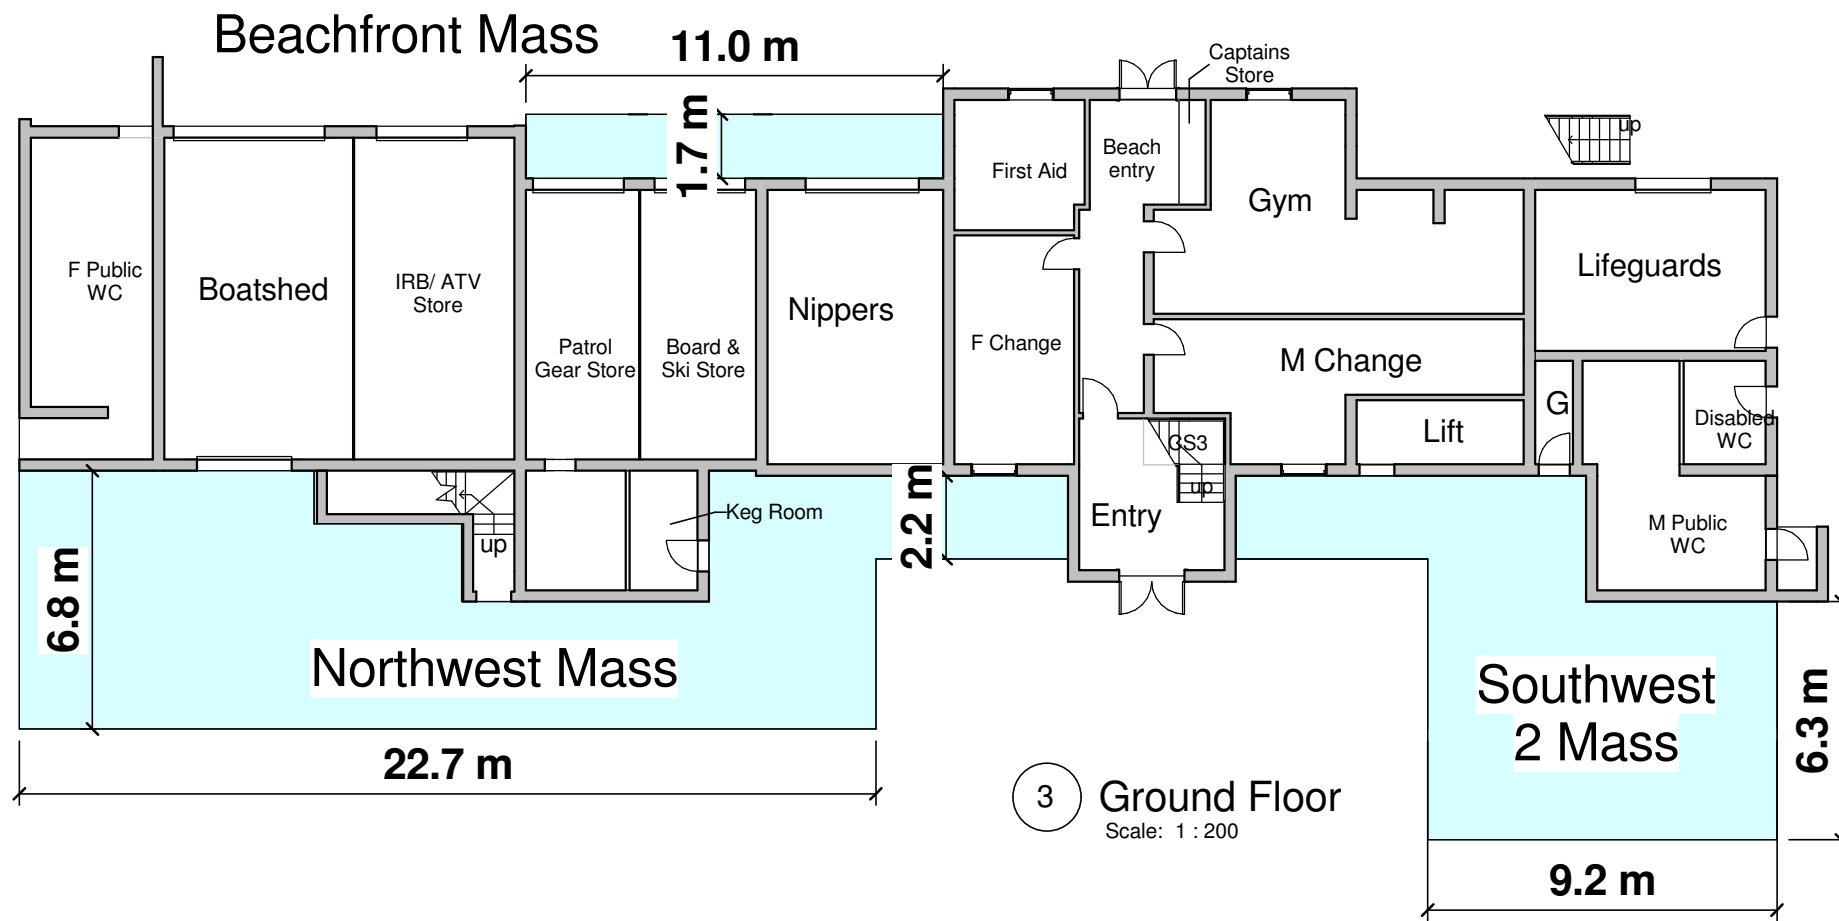 Beachfront Mass
11.0 m
Captains
Store
1.7 m
up
First Aid
Beach
entry
Gym
F Public
WC
Boatshed
IRB/ ATV
Store
Nippers
Lifeguards
Patrol
Gear Store
Board &
Ski Store
F Change
M Change
G
Lift
Disabled
WC
GS3
up
Keg Room
2.2 m
Entry
M Public
WC
up
6.8 m
Northwest Mass
Southwest
2 Mass
6.3 m
22.7 m
3
Ground Floor
Scale: 1 : 200
9.2 m